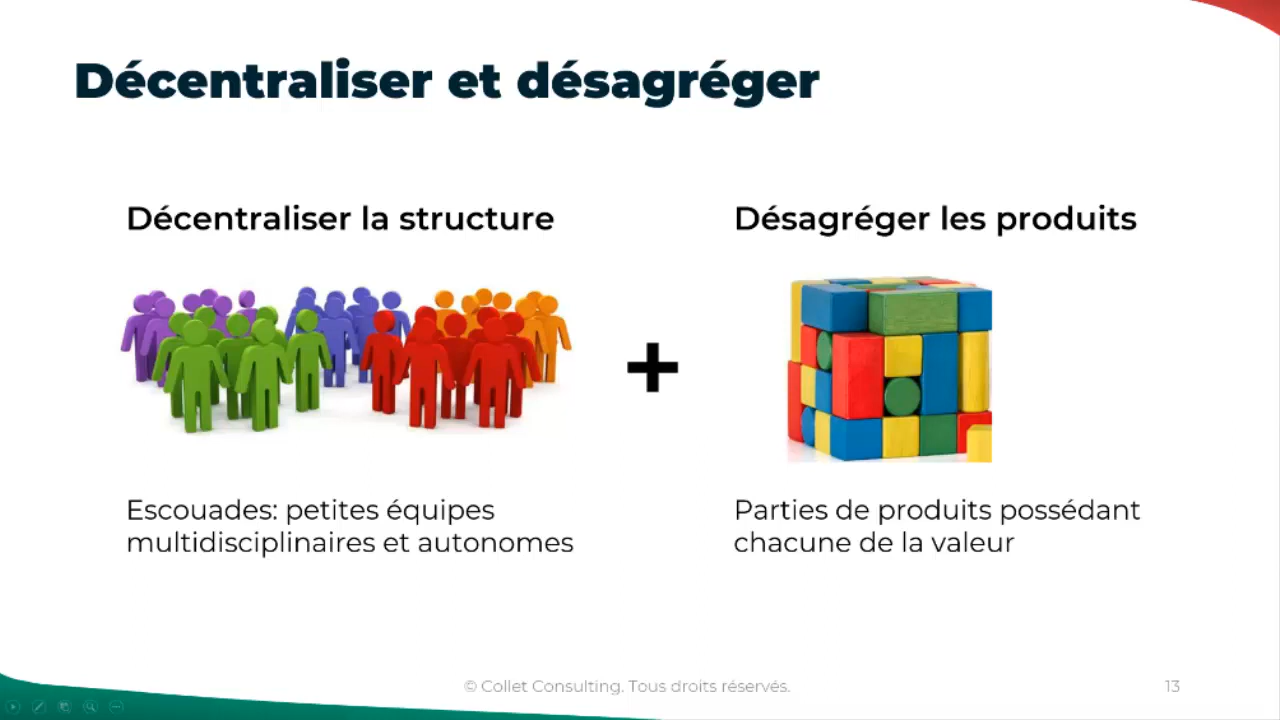 Décentraliser et désagréger
Décentraliser la structure
Désagréger les produits
Escouades: petites équipes
multidisciplinaires et autonomes
Parties de produits possédant
chacune de la valeur
© Collet Consulting. Tous droits réservés.
13